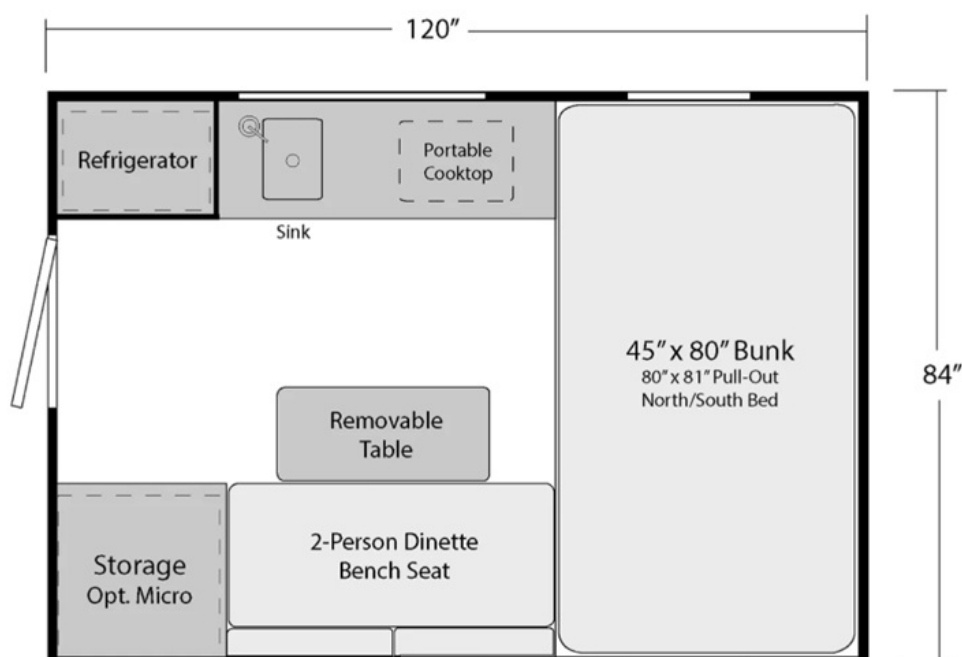 120”
Refrigerator
Portable
Cooktop
Sink
45” x 80” Bunk
80” x 81” Pull-Out
North/South Bed
84”
Removable
Table
2-Person Dinette
Bench Seat
Storage
Opt. Micro